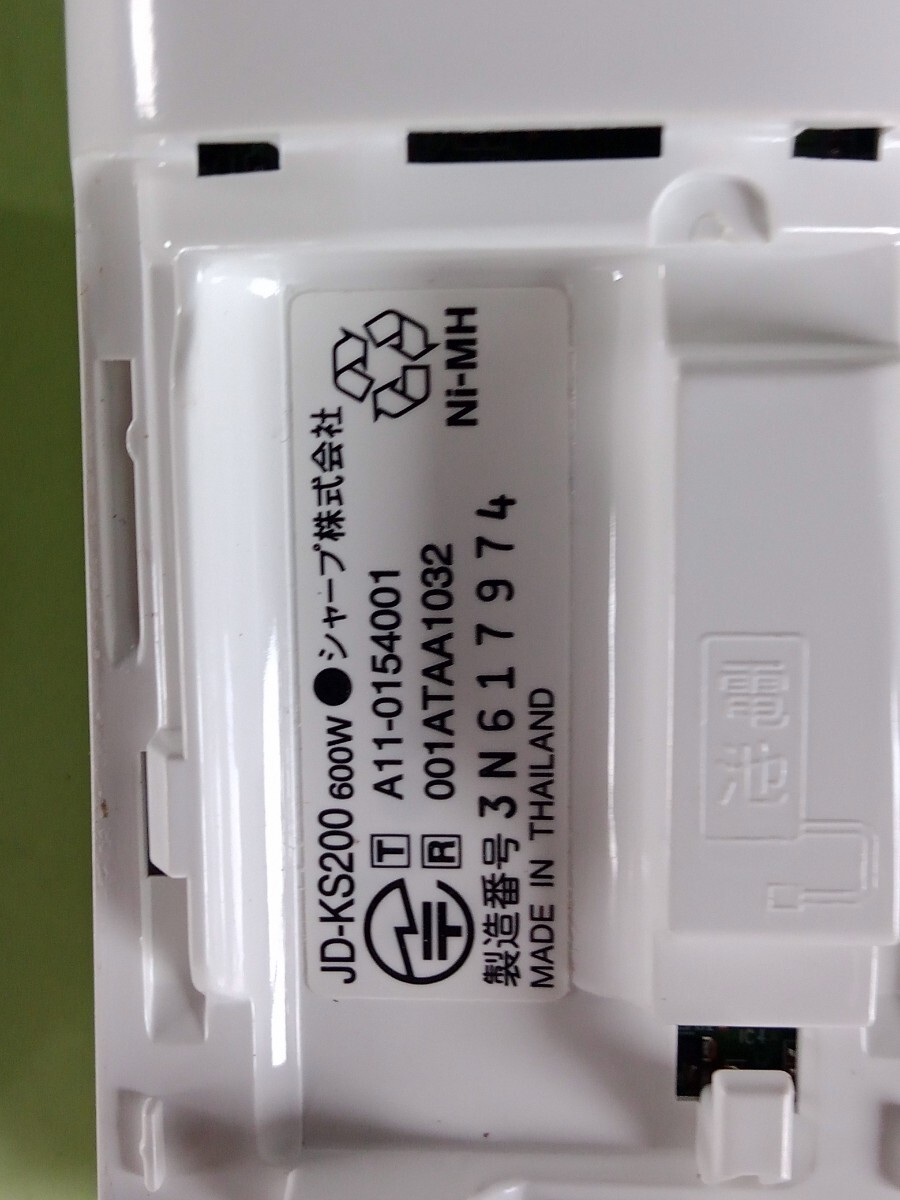 JD-KS200 600W ●シャープ株式会社
T A11-0154001
R 001ATAA1032
Ni-MH
製造番号 3N617974
MADE IN THAILAND
電池